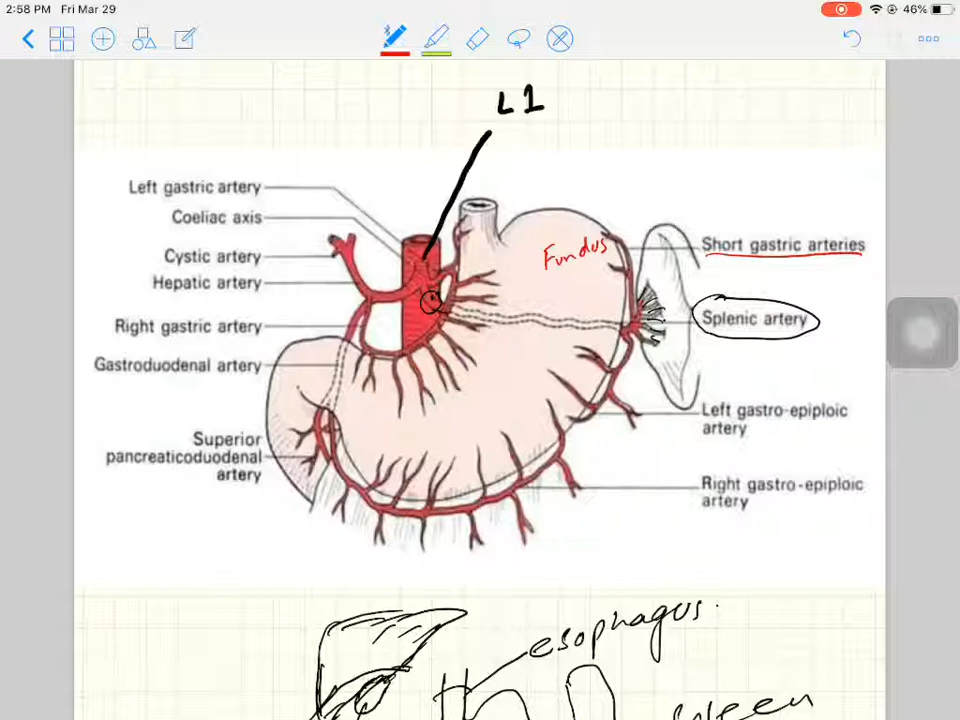 2:58 PM Fri Mar 29
46%
L1
Left gastric artery
Coeliac axis
Cystic artery
Hepatic artery
Right gastric artery
Gastroduodenal artery
Superior
pancreaticoduodenal
artery
Fundus
Short gastric arteries
Splenic artery
Left gastro-epiploic
artery
Right gastro-epiploic
artery
esophagus.
spleen